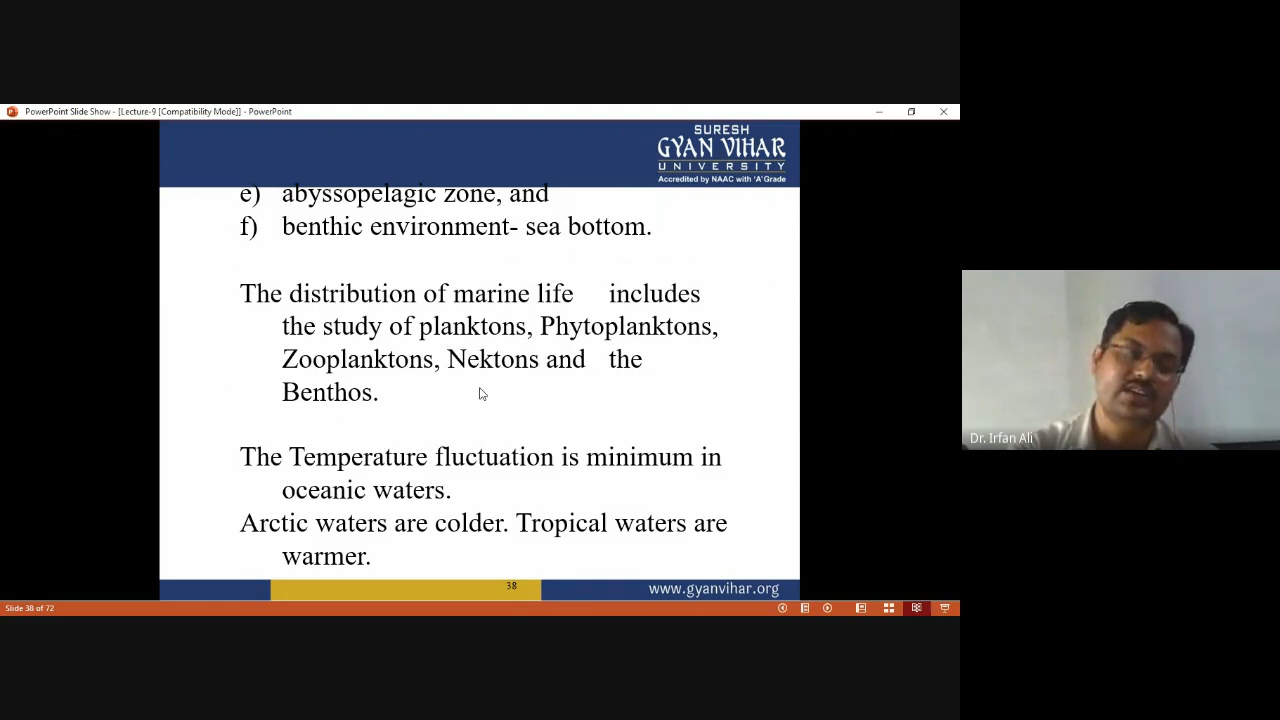 PowerPoint Slide Show - [Lecture-9 [Compatibility Mode]] - PowerPoint
SURESH
GYAN VIHAR
UNIVERSITY
Accredited by NAAC with 'A' Grade
e) abyssopelagic zone, and
f) benthic environment- sea bottom.
The distribution of marine life includes
the study of planktons, Phytoplanktons,
Zooplanktons, Nektons and the
Benthos.
The Temperature fluctuation is minimum in
oceanic waters.
Arctic waters are colder. Tropical waters are
warmer.
38
www.gyanvihar.org
Slide 38 of 72
Dr. Irfan Ali